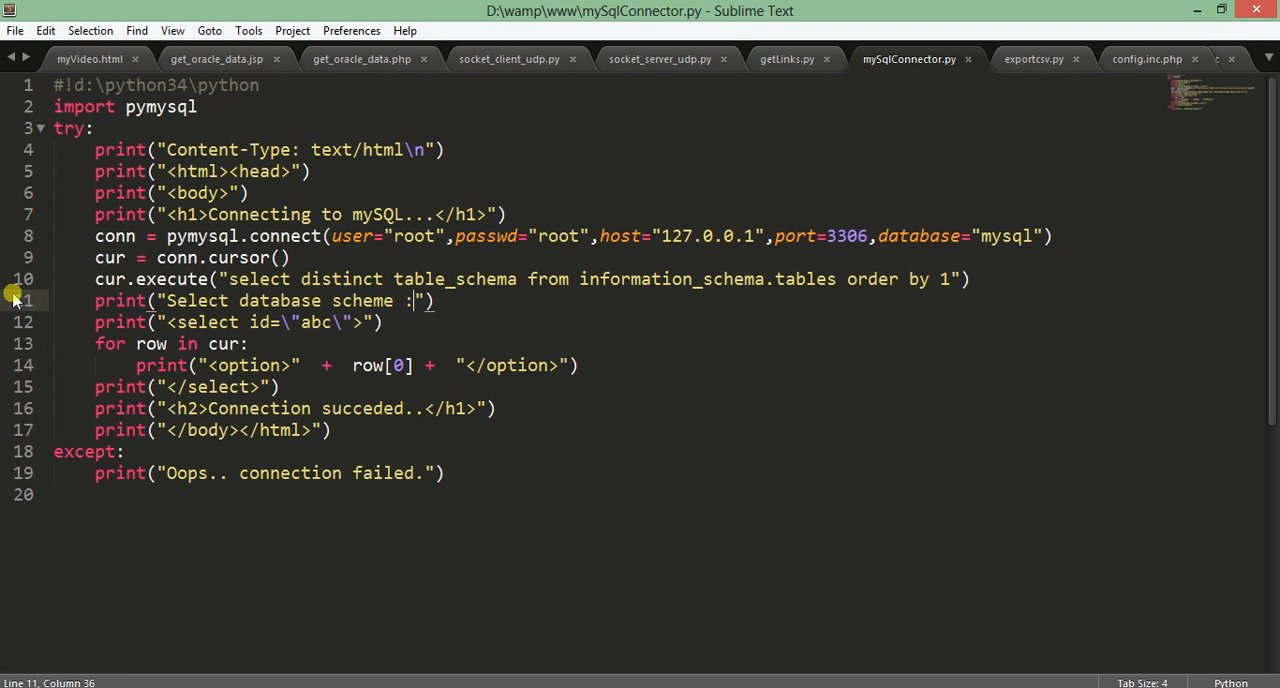 D:\wamp\www\mySqlConnector.py - Sublime Text
File Edit Selection Find View Goto Tools Project Preferences Help
myVideo.html × get_oracle_data.jsp × get_oracle_data.php × socket_client_udp.py × socket_server_udp.py × getLinks.py × mySqlConnector.py × exportcsv.py × config.inc.php × c ×
1 #!d:\python34\python
2 import pymysql
3 try:
4 print("Content-Type: text/html\n")
5 print("<html><head>")
6 print("<body>")
7 print("<h1>Connecting to mySQL...</h1>")
8 conn = pymysql.connect(user="root",passwd="root",host="127.0.0.1",port=3306,database="mysql")
9 cur = conn.cursor()
10 cur.execute("select distinct table_schema from information_schema.tables order by 1")
11 print("Select database scheme :")
12 print("<select id=\"abc\">")
13 for row in cur:
14 print("<option>" + row[0] + "</option>")
15 print("</select>")
16 print("<h2>Connection succeded..</h1>")
17 print("</body></html>")
18 except:
19 print("Oops.. connection failed.")
20
Line 11, Column 36 Tab Size: 4 Python